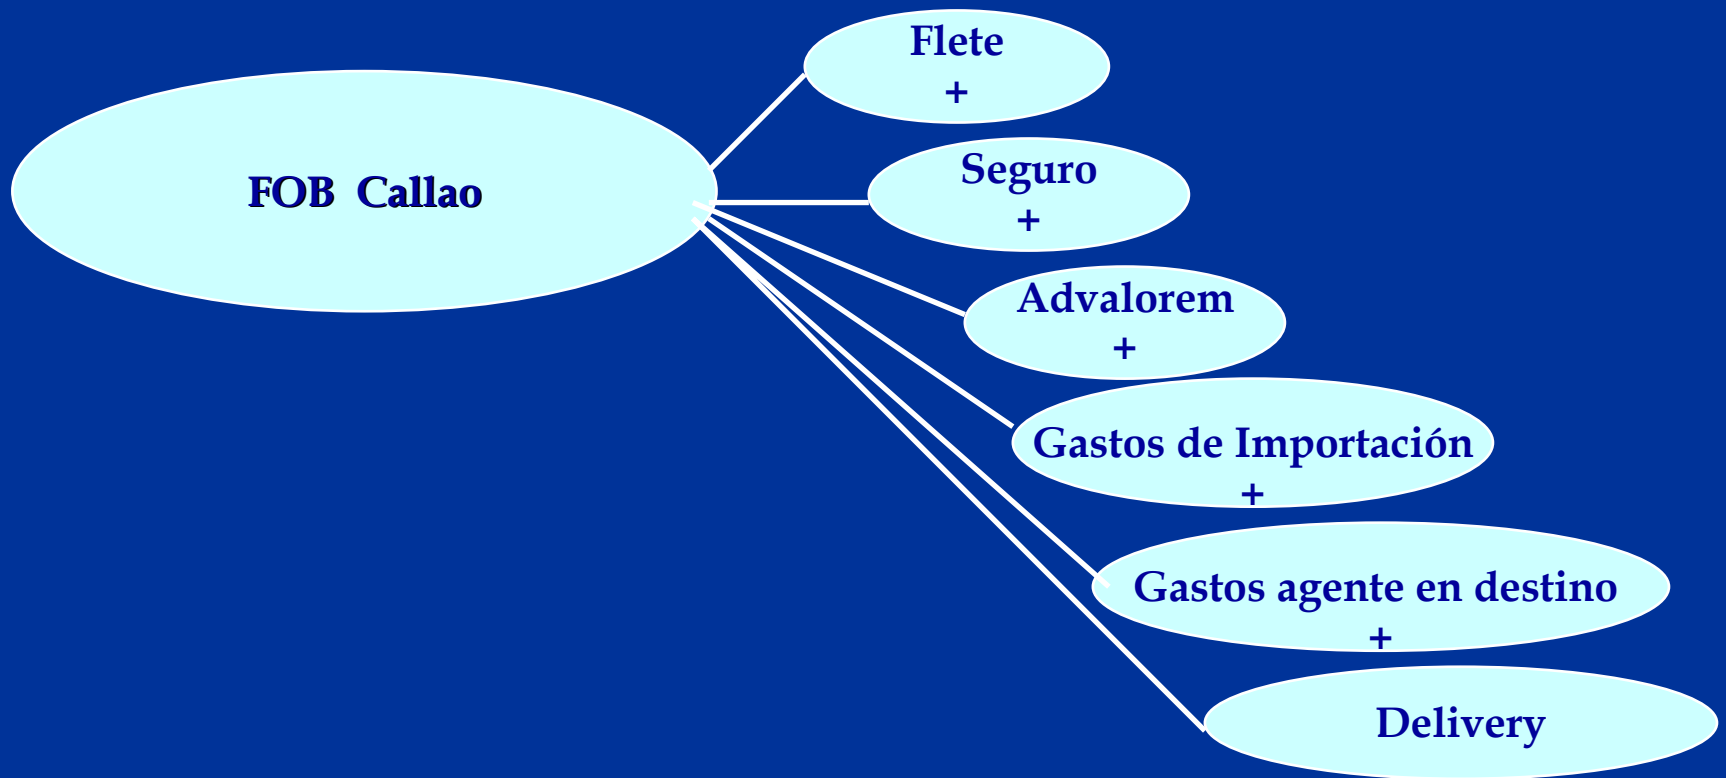 Flete
+
FOB Callao
Seguro
+
Advalorem
+
Gastos de Importación
+
Gastos agente en destino
+
Delivery